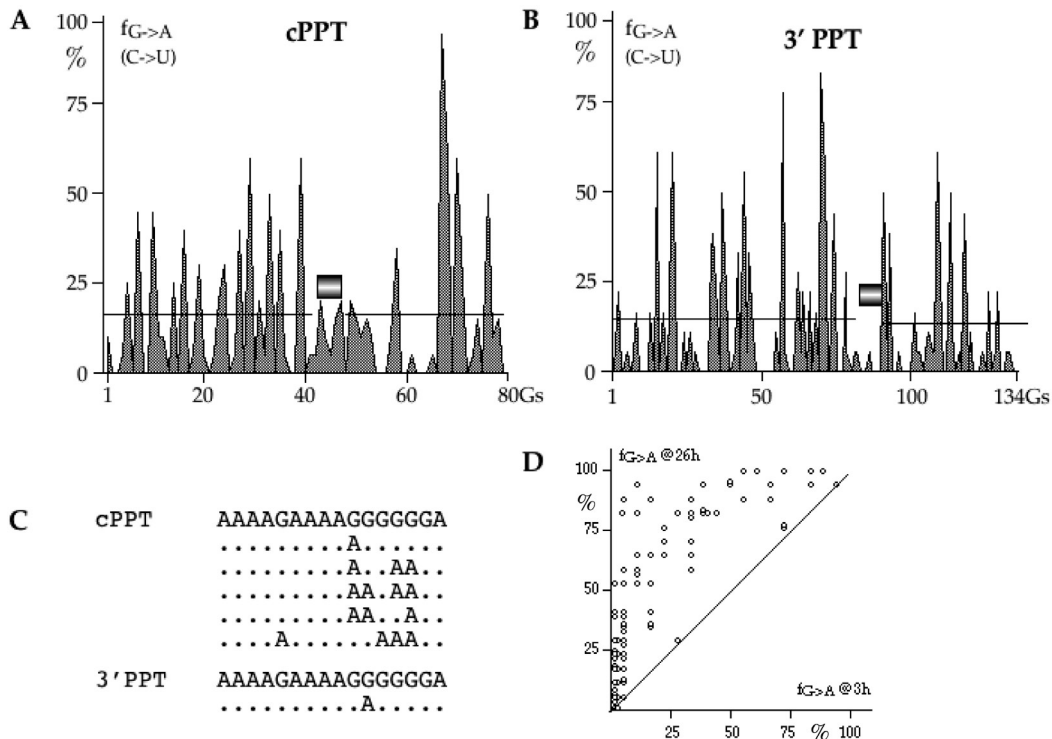 A
100
%
75
50
25
0
fG->A
(C->U)
cPPT
1
20
40
60
80Gs
B
100
%
75
50
25
0
fG->A
(C->U)
3′ PPT
1
50
100
134Gs
C
cPPT AAAAGAAAAGGGGGGA
.........A......
.........A..AA..
.........AA.AA..
.........AA..A..
....A......AAA..
3′PPT AAAAGAAAAGGGGGGA
..........A.....
D
fG->A @26h
100
%
75
50
25
fG->A @3h
25
50
75
%
100